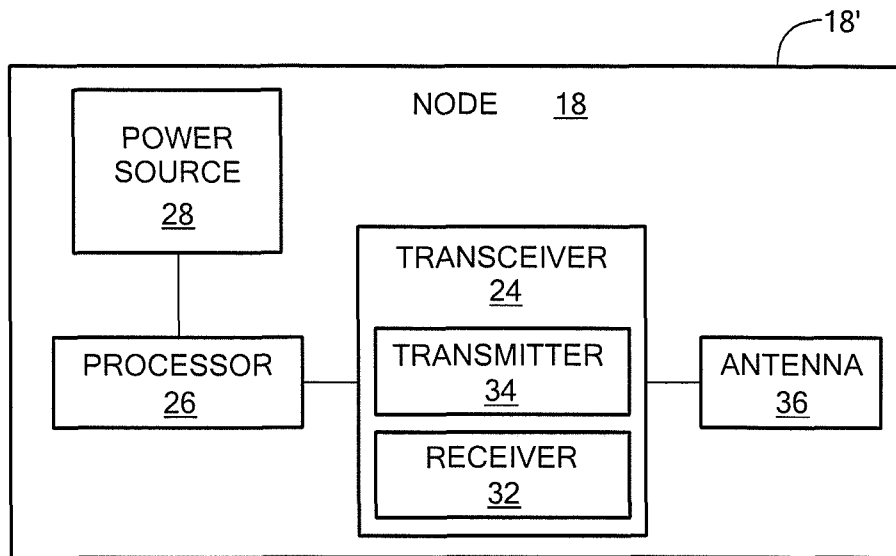 18'
NODE 18
POWER
SOURCE
28
TRANSCEIVER
24
PROCESSOR
26
TRANSMITTER
34
ANTENNA
36
RECEIVER
32